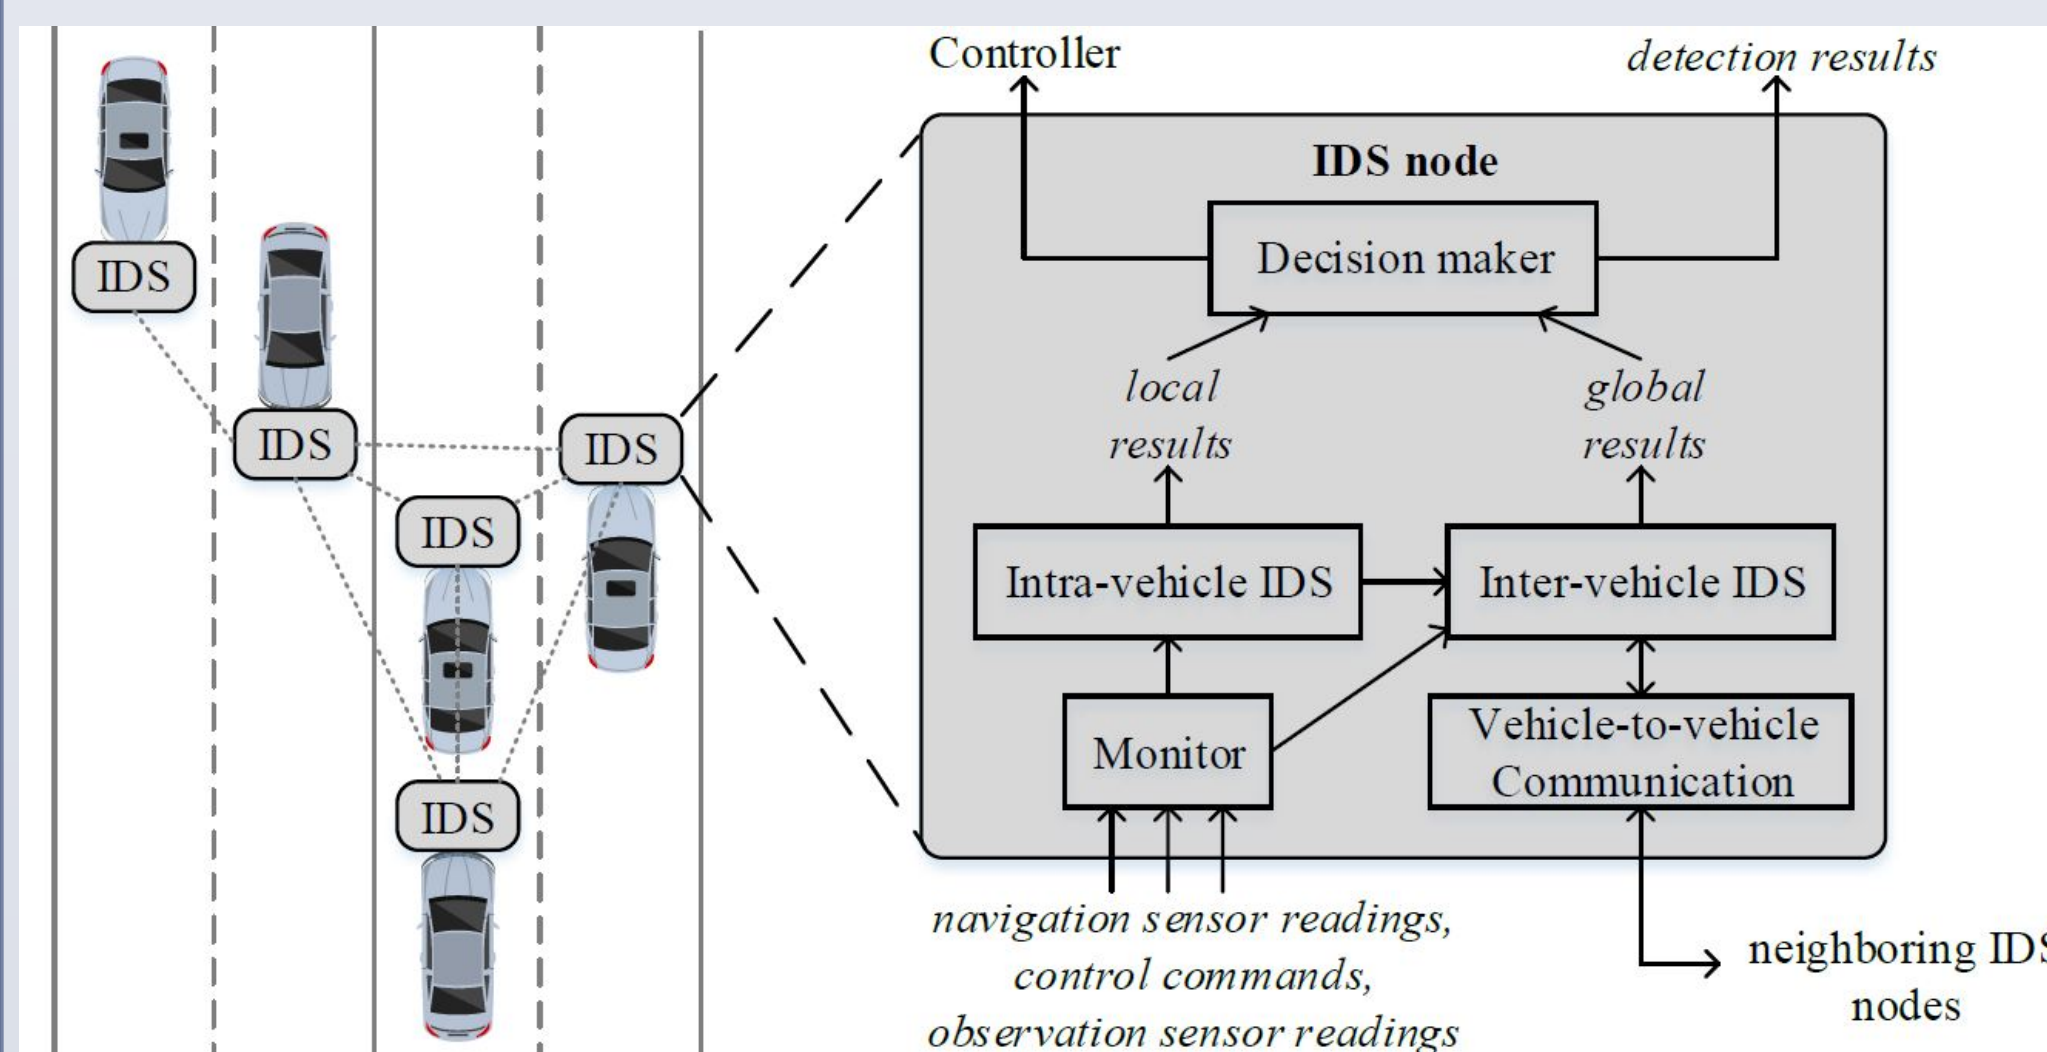 Controller
detection results
IDS node
Decision maker
IDS
IDS
IDS
IDS
IDS
local
results
global
results
Intra-vehicle IDS
Inter-vehicle IDS
Monitor
Vehicle-to-vehicle
Communication
navigation sensor readings,
control commands,
observation sensor readings
neighboring IDS
nodes